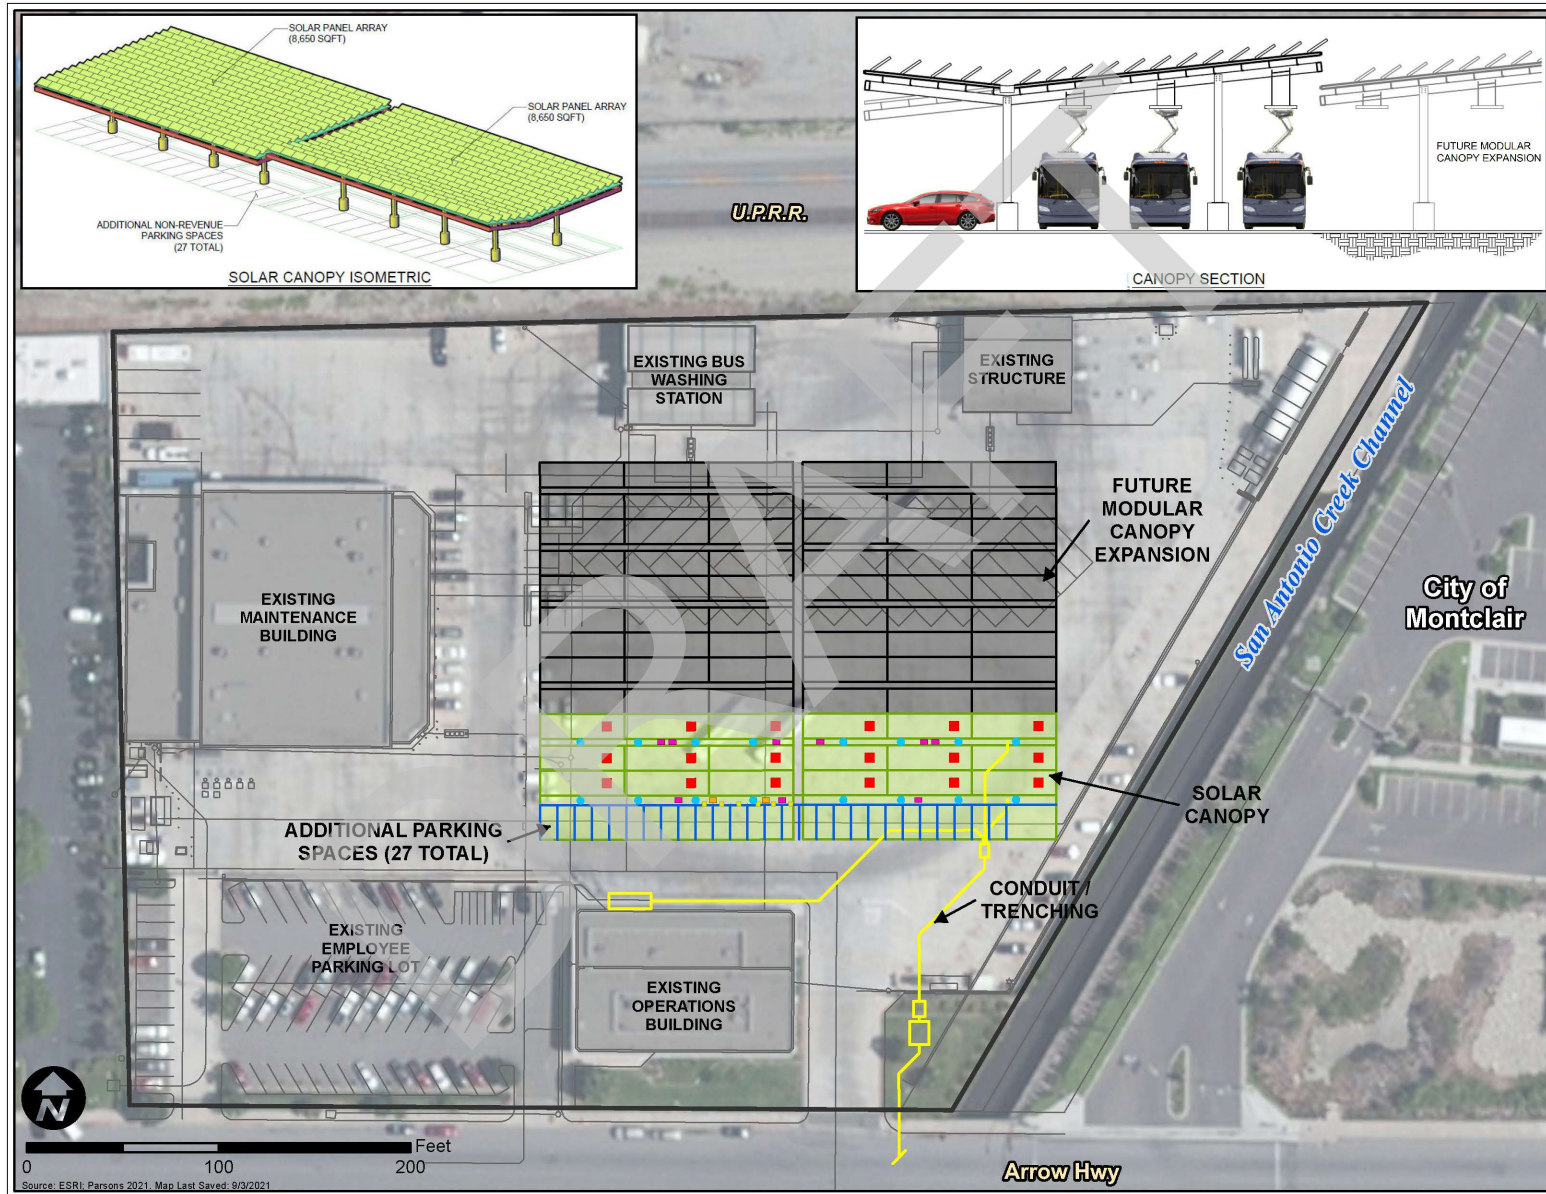 SOLAR PANEL ARRAY
(8,650 SQFT)
SOLAR PANEL ARRAY
(8,650 SQFT)
ADDITIONAL NON-REVENUE
PARKING SPACES
(27 TOTAL)
SOLAR CANOPY ISOMETRIC
U.P.R.R.
FUTURE MODULAR
CANOPY EXPANSION
CANOPY SECTION
EXISTING BUS
WASHING
STATION
EXISTING
STRUCTURE
San Antonio Creek Channel
FUTURE
MODULAR
CANOPY
EXPANSION
City of
Montclair
EXISTING
MAINTENANCE
BUILDING
SOLAR
CANOPY
ADDITIONAL PARKING
SPACES (27 TOTAL)
CONDUIT /
TRENCHING
EXISTING
EMPLOYEE
PARKING LOT
EXISTING
OPERATIONS
BUILDING
DRAFT
N
Feet
0
100
200
Source: ESRI; Parsons 2021. Map Last Saved: 9/3/2021
Arrow Hwy